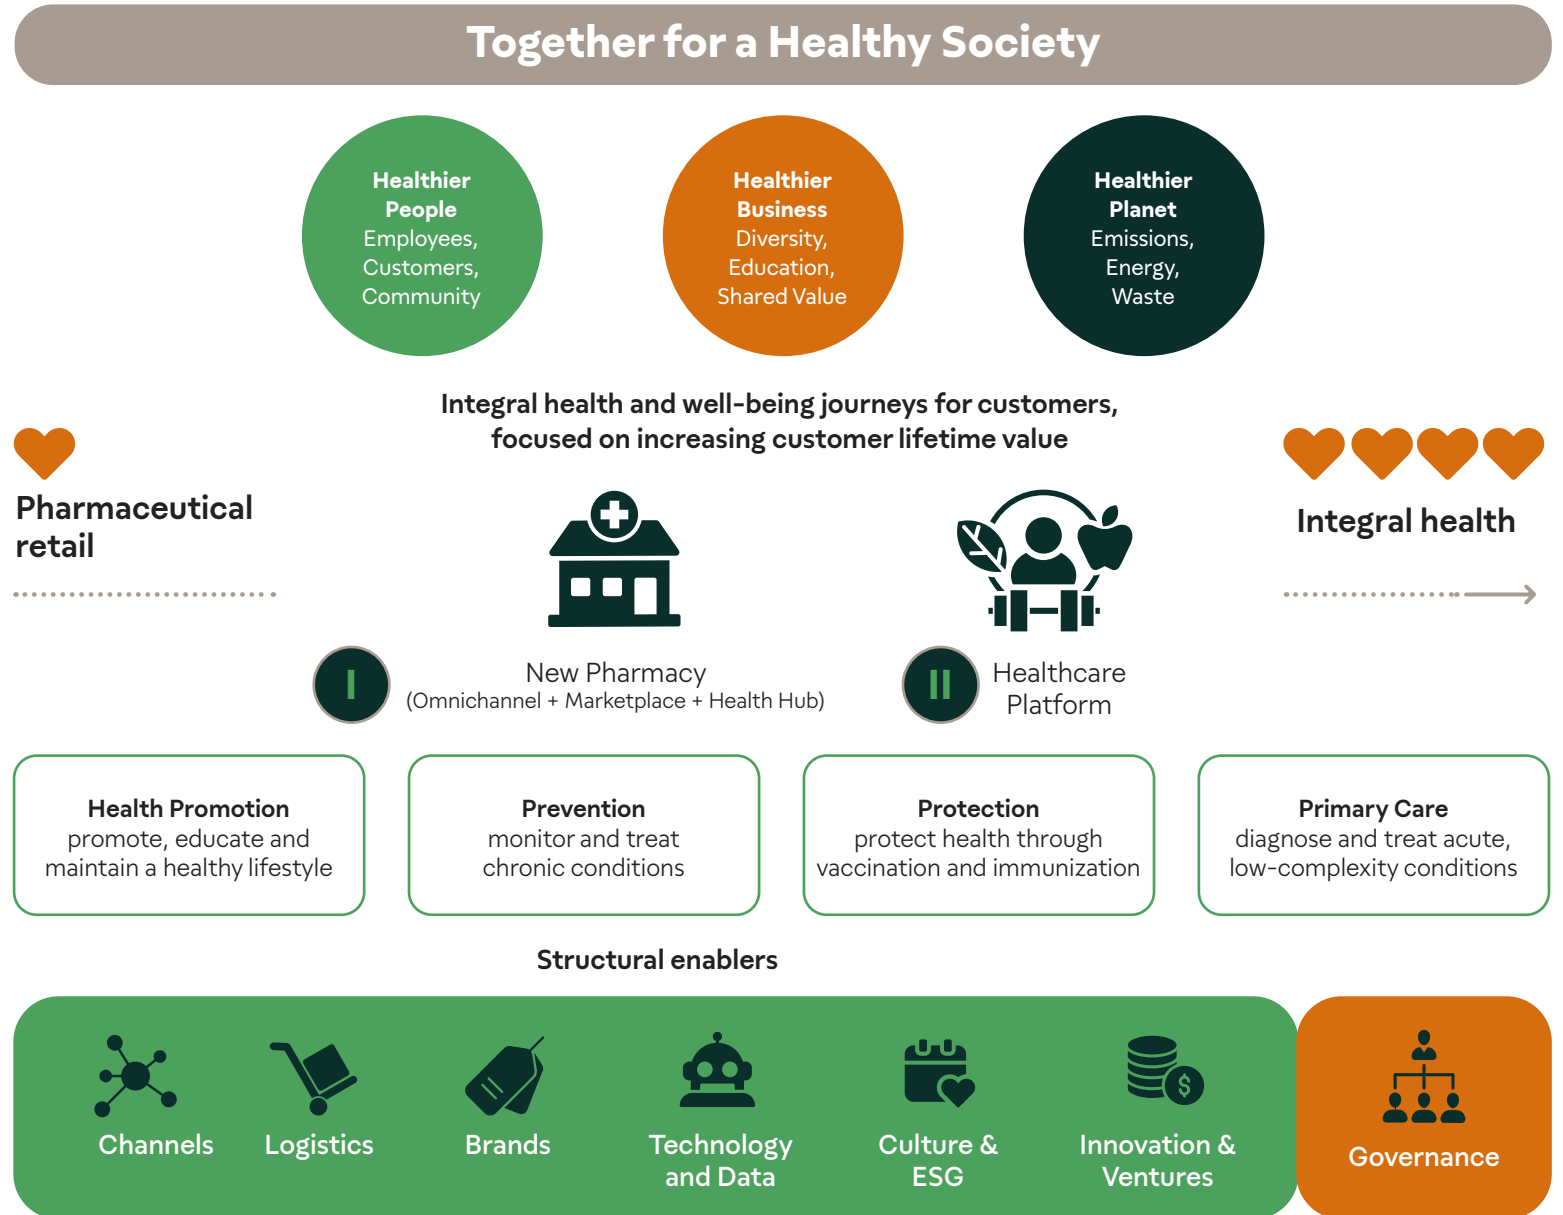 Together for a Healthy Society
Healthier
People
Employees,
Customers,
Community
Healthier
Business
Diversity,
Education,
Shared Value
Healthier
Planet
Emissions,
Energy,
Waste
Integral health and well-being journeys for customers,
focused on increasing customer lifetime value
Pharmaceutical
retail
Integral health
I
New Pharmacy
(Omnichannel + Marketplace + Health Hub)
II
Healthcare
Platform
Health Promotion
promote, educate and
maintain a healthy lifestyle
Prevention
monitor and treat
chronic conditions
Protection
protect health through
vaccination and immunization
Primary Care
diagnose and treat acute,
low-complexity conditions
Structural enablers
Channels
Logistics
Brands
Technology
and Data
Culture &
ESG
$
Innovation &
Ventures
Governance